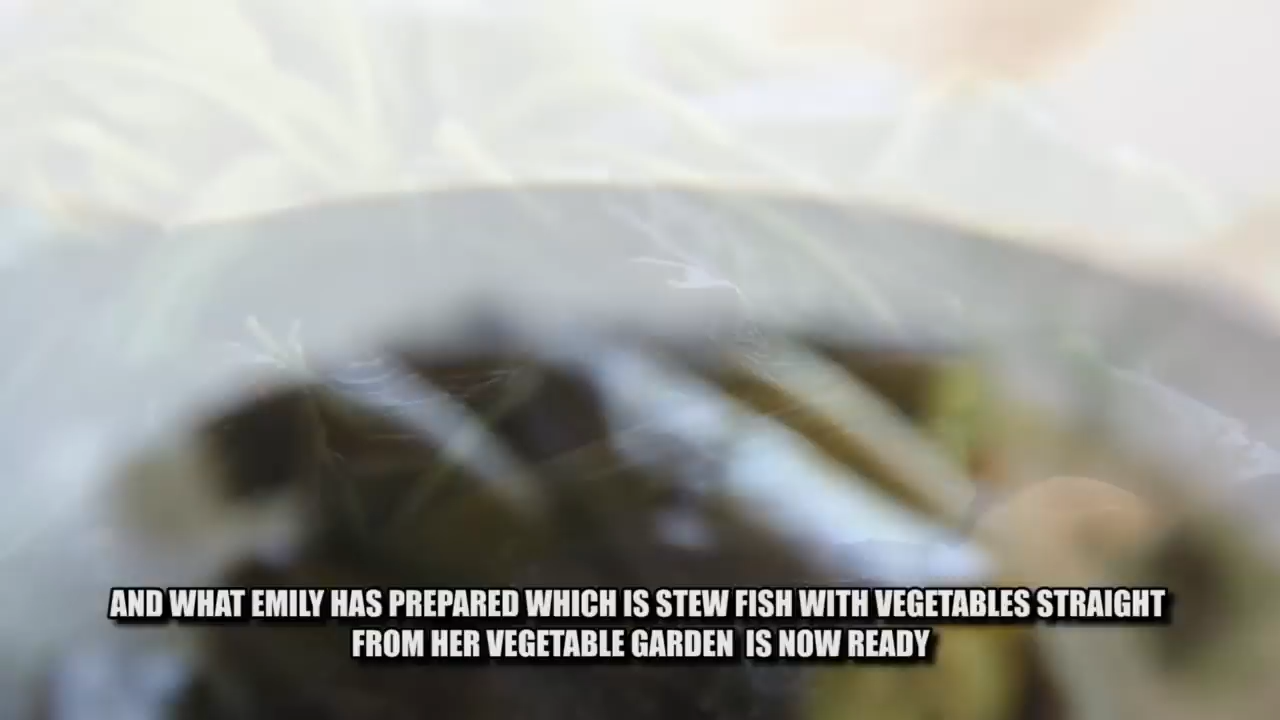 AND WHAT EMILY HAS PREPARED WHICH IS STEW FISH WITH VEGETABLES STRAIGHT
FROM HER VEGETABLE GARDEN  IS NOW READY